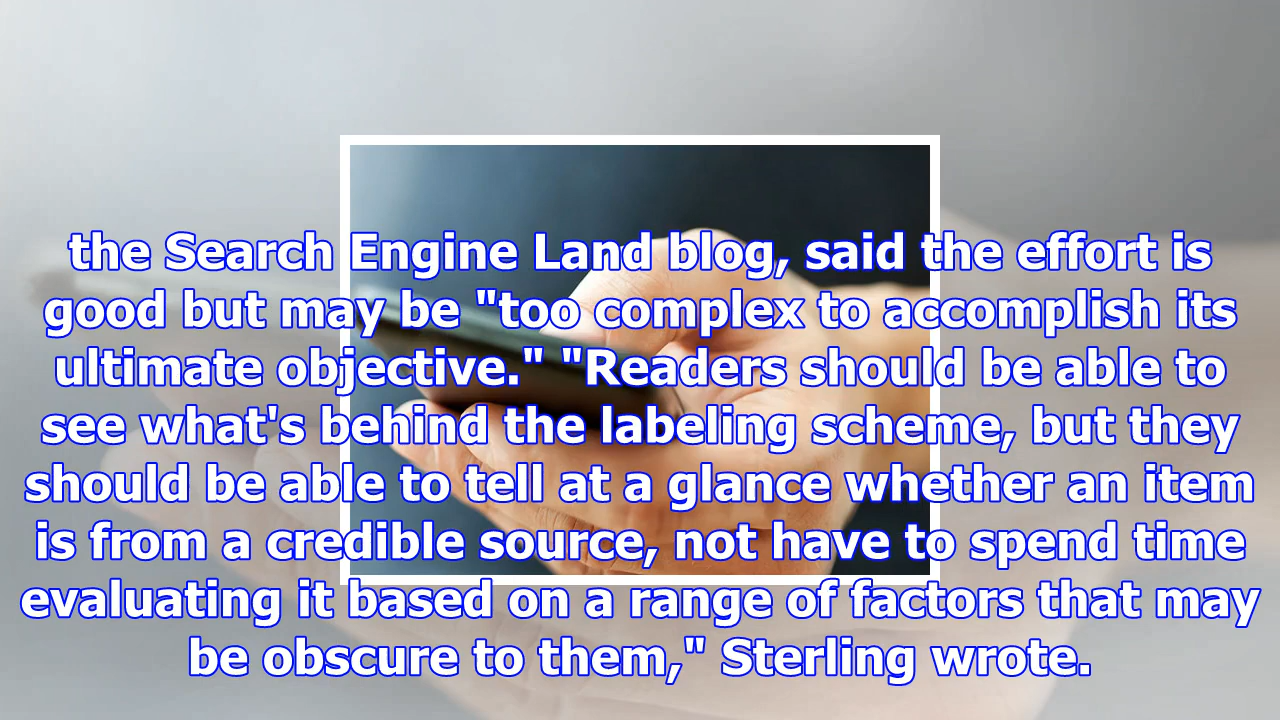 the Search Engine Land blog, said the effort is
good but may be "too complex to accomplish its
ultimate objective." "Readers should be able to
see what's behind the labeling scheme, but they
should be able to tell at a glance whether an item
is from a credible source, not have to spend time
evaluating it based on a range of factors that may
be obscure to them," Sterling wrote.